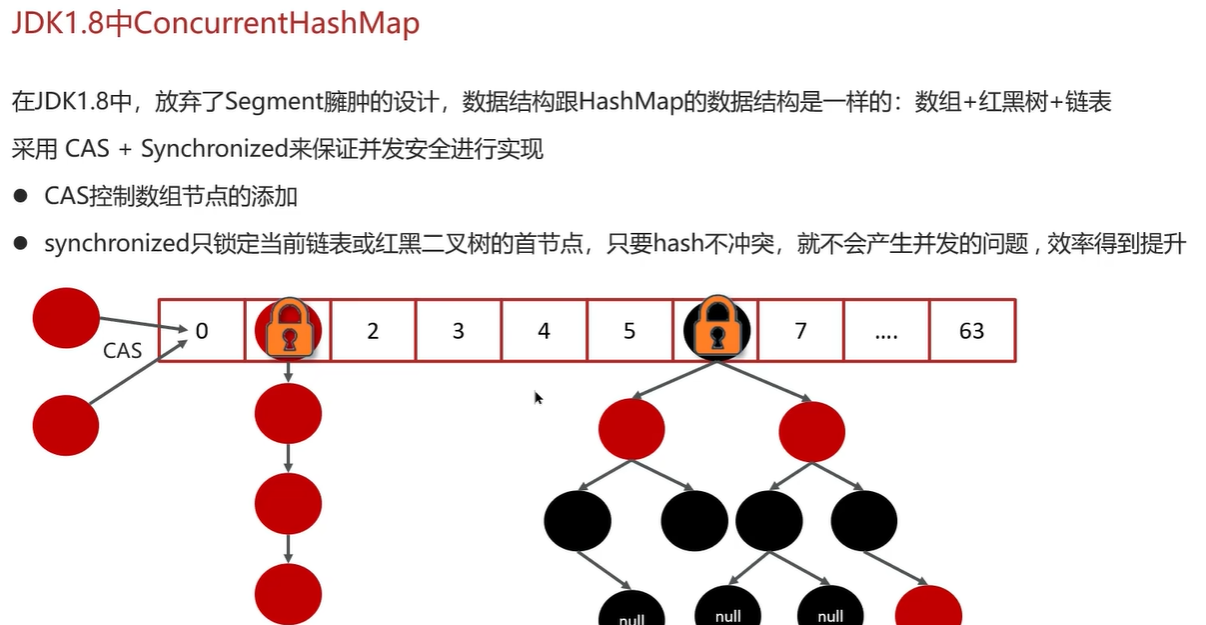 JDK1.8中ConcurrentHashMap
在JDK1.8中，放弃了Segment臃肿的设计，数据结构跟HashMap的数据结构是一样的：数组+红黑树+链表
采用 CAS + Synchronized来保证并发安全进行实现
● CAS控制数组节点的添加
● synchronized只锁定当前链表或红黑二叉树的首节点，只要hash不冲突，就不会产生并发的问题 , 效率得到提升
0 2 3 4 5 7 .... 63
CAS
null null null